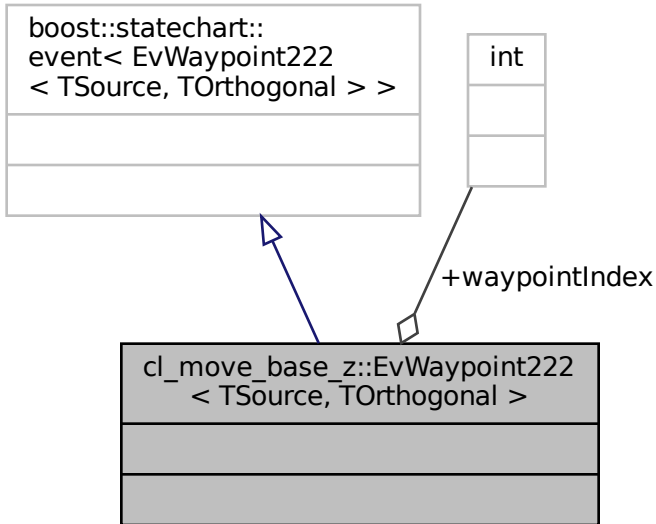 boost::statechart::
event< EvWaypoint222
< TSource, TOrthogonal > >
int
+waypointIndex
cl_move_base_z::EvWaypoint222
< TSource, TOrthogonal >